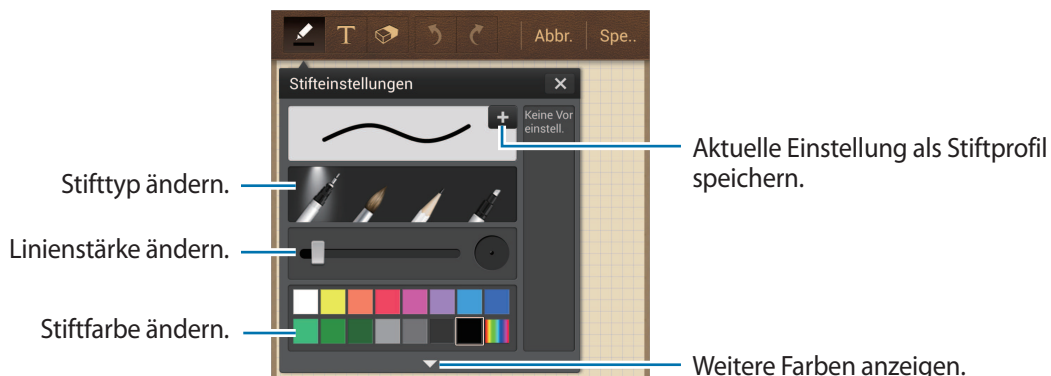 T Abbr. Spe..
Stifteinstellungen
Keine Vor
einstell.
Aktuelle Einstellung als Stiftprofil
speichern.
Stifttyp ändern.
Linienstärke ändern.
Stiftfarbe ändern.
Weitere Farben anzeigen.